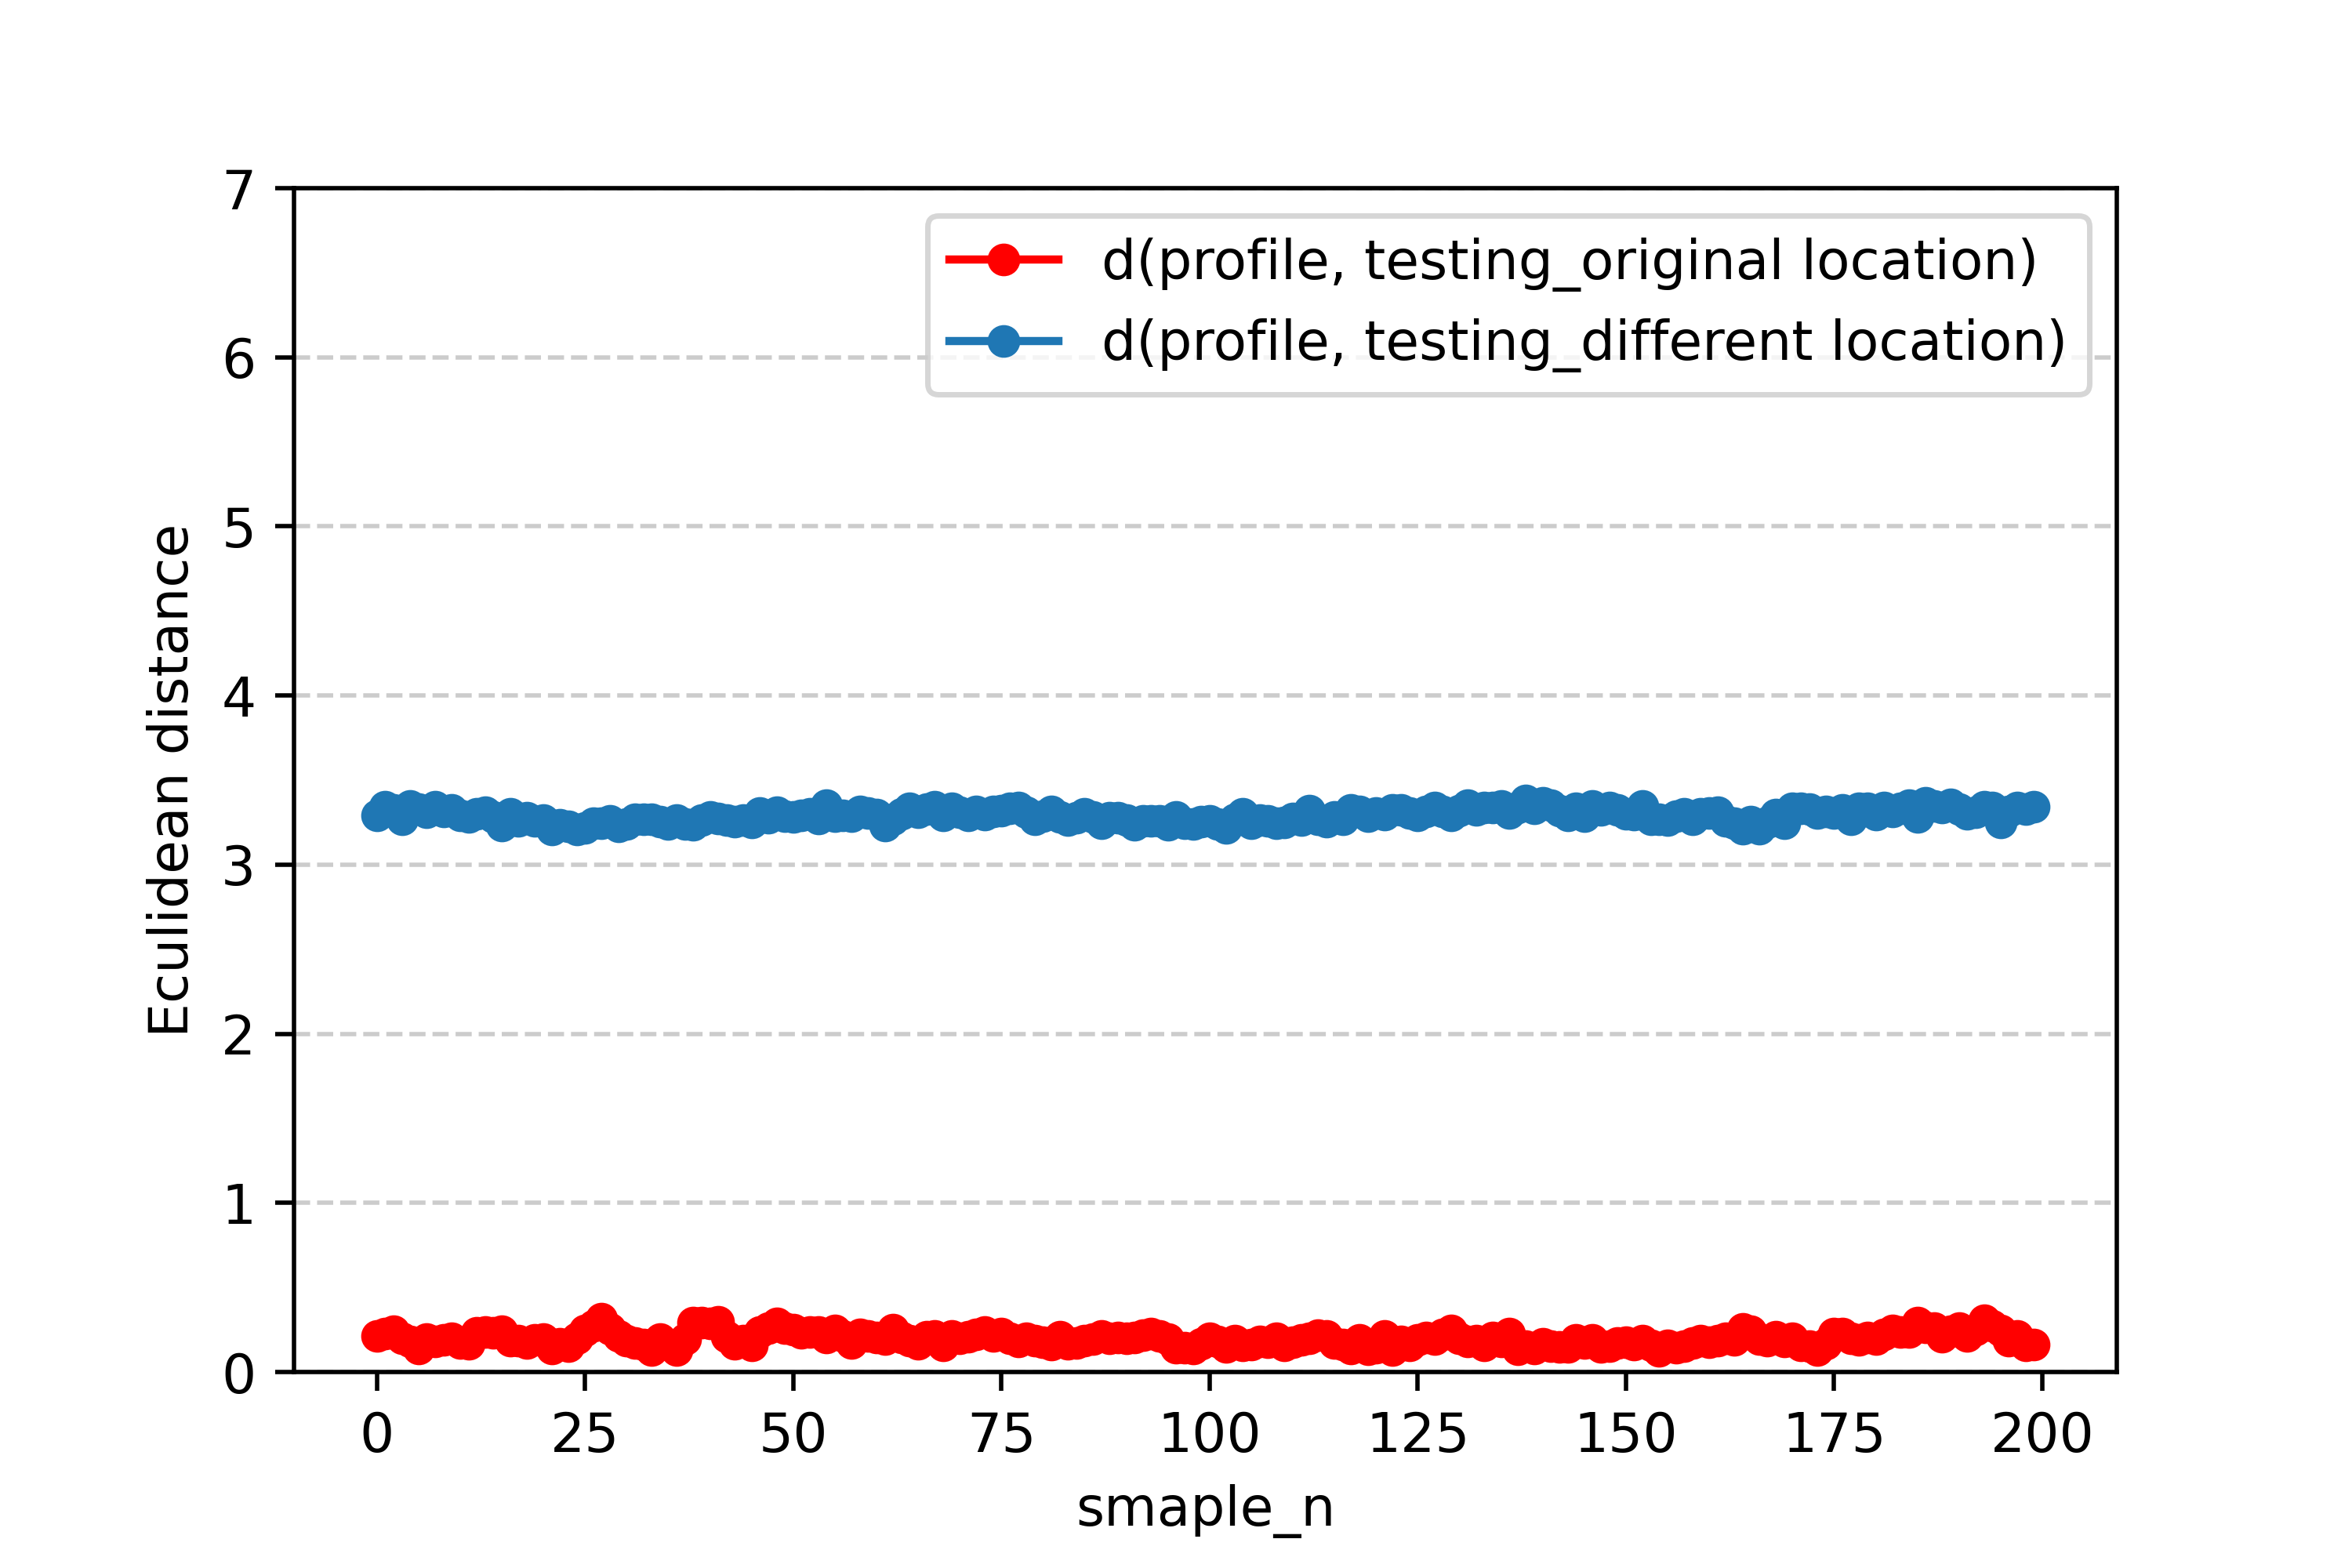 7
6
5
4
3
2
1
0
Eculidean distance
d(profile, testing_original location)
d(profile, testing_different location)
0 25 50 75 100 125 150 175 200
smaple_n